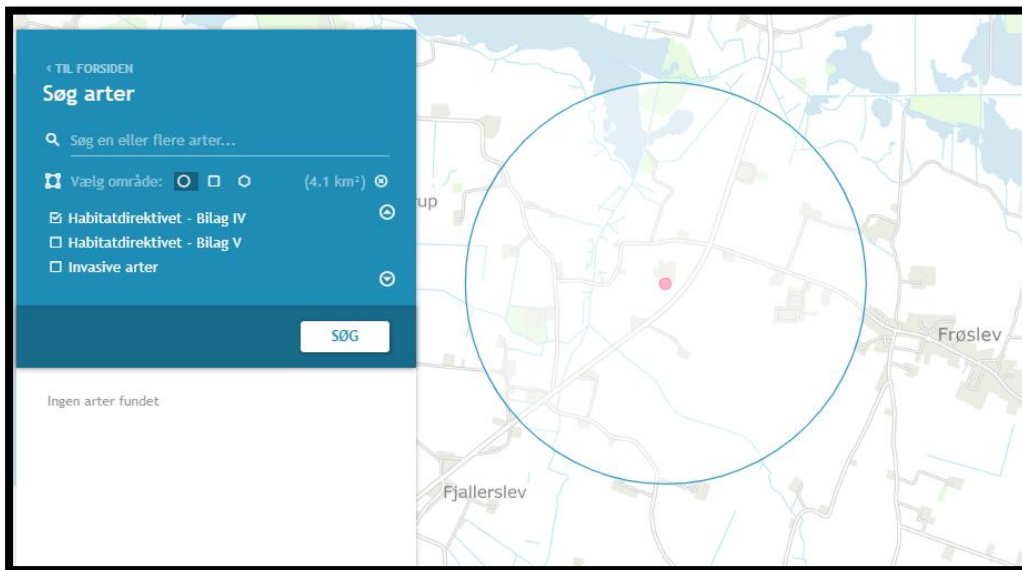 ‹ TIL FORSIDEN
Søg arter
Søg en eller flere arter...
Vælg område: (4.1 km²)
Habitatdirektivet - Bilag IV
Habitatdirektivet - Bilag V
Invasive arter
SØG
Ingen arter fundet
up
Frøslev
Fjallerslev